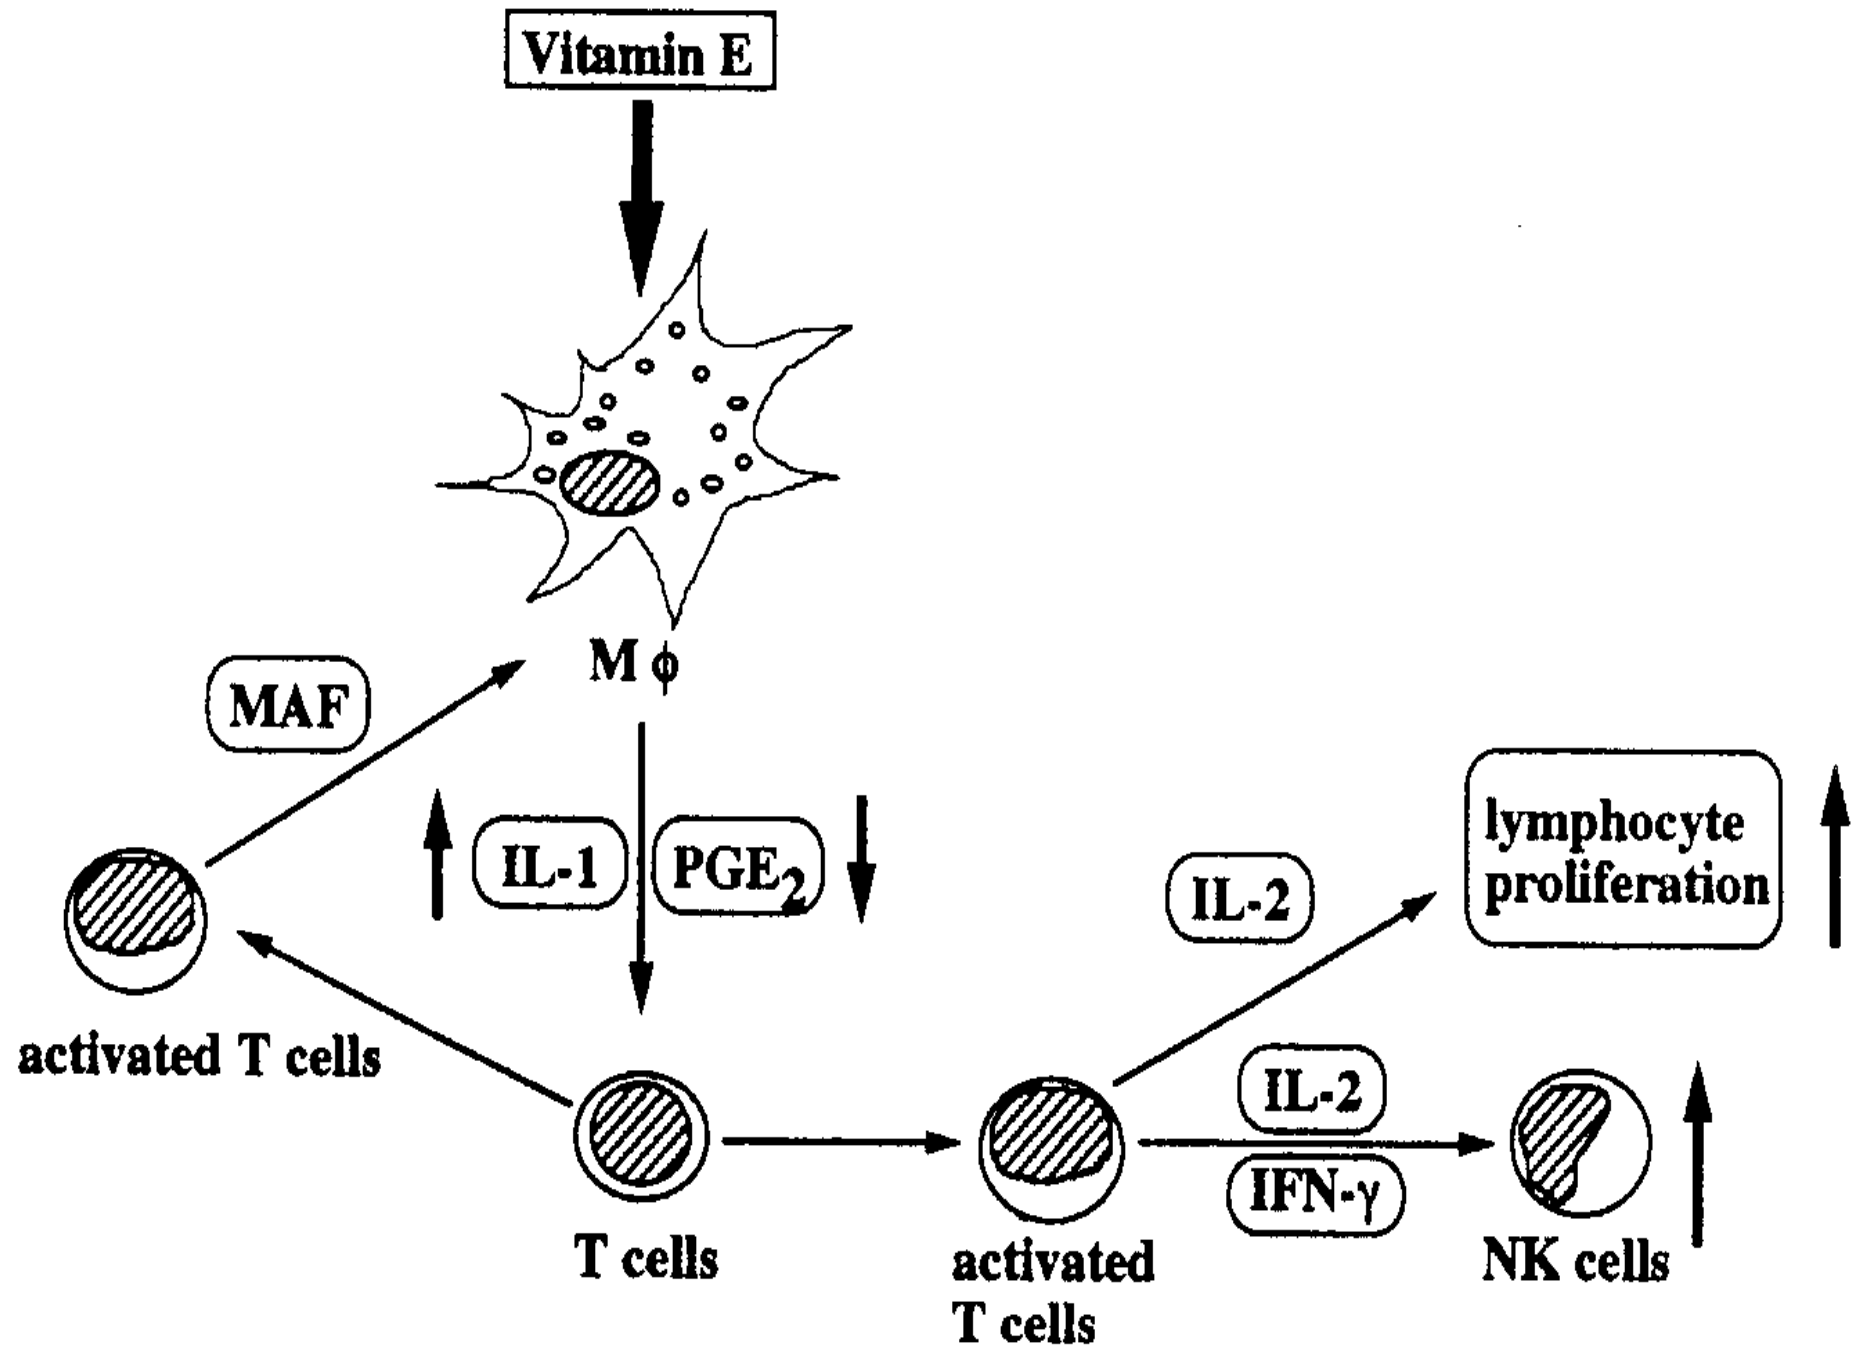 Vitamin E
M ϕ
MAF
IL-1
PGE₂
IL-2
lymphocyte
proliferation
activated T cells
IL-2
IFN-γ
T cells
activated
T cells
NK cells